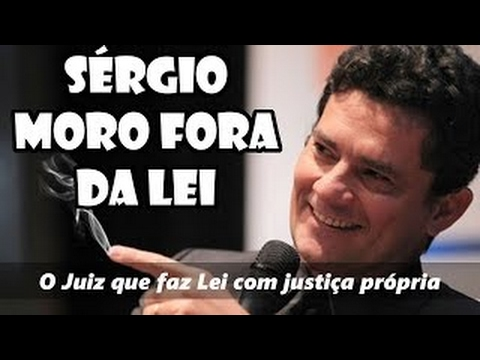 SÉRGIO
MORO FORA
DA LEI
O Juiz que faz Lei com justiça própria